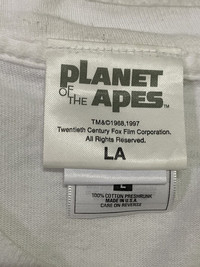 PLANET
OF THE APES TM
TM&©1968,1997
Twentieth Century Fox Film Corporation.
All Rights Reserved.
LA
L
100% COTTON PRESHRUNK
MADE IN U.S.A.
CARE ON REVERSE